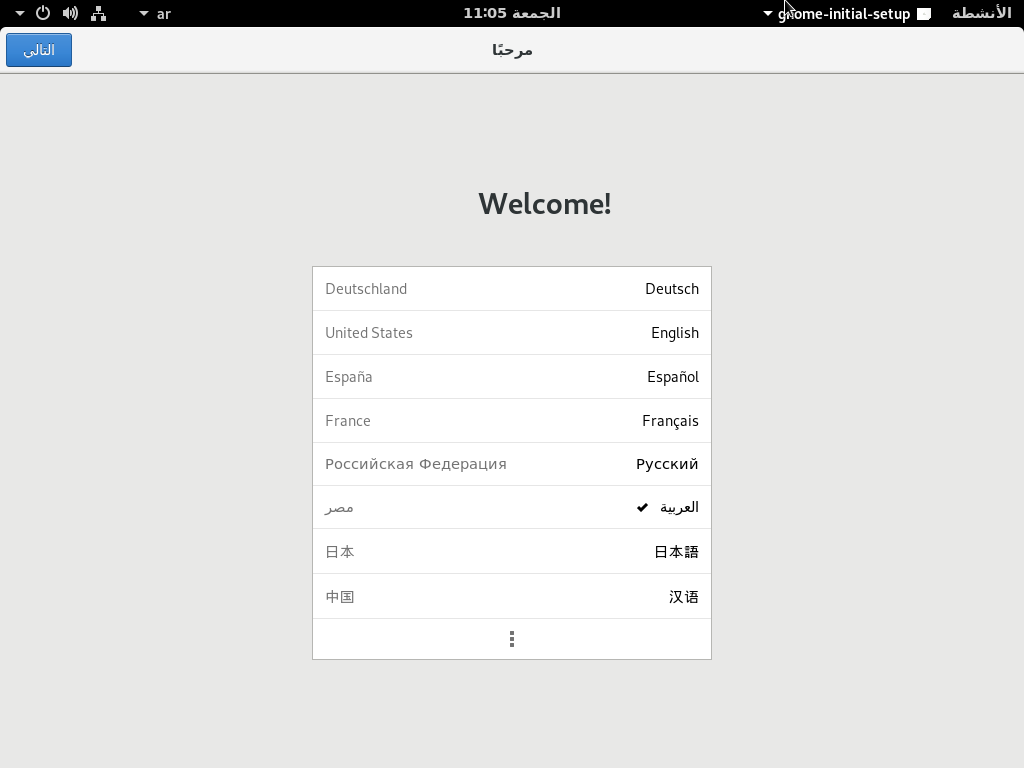 الأنشطة gnome-initial-setup الجمعة 11:05 ar
مرحبًا التالي
Welcome!
Deutsch Deutschland
English United States
Español España
Français France
Русский Российская Федерация
العربية مصر
日本語 日本
汉语 中国